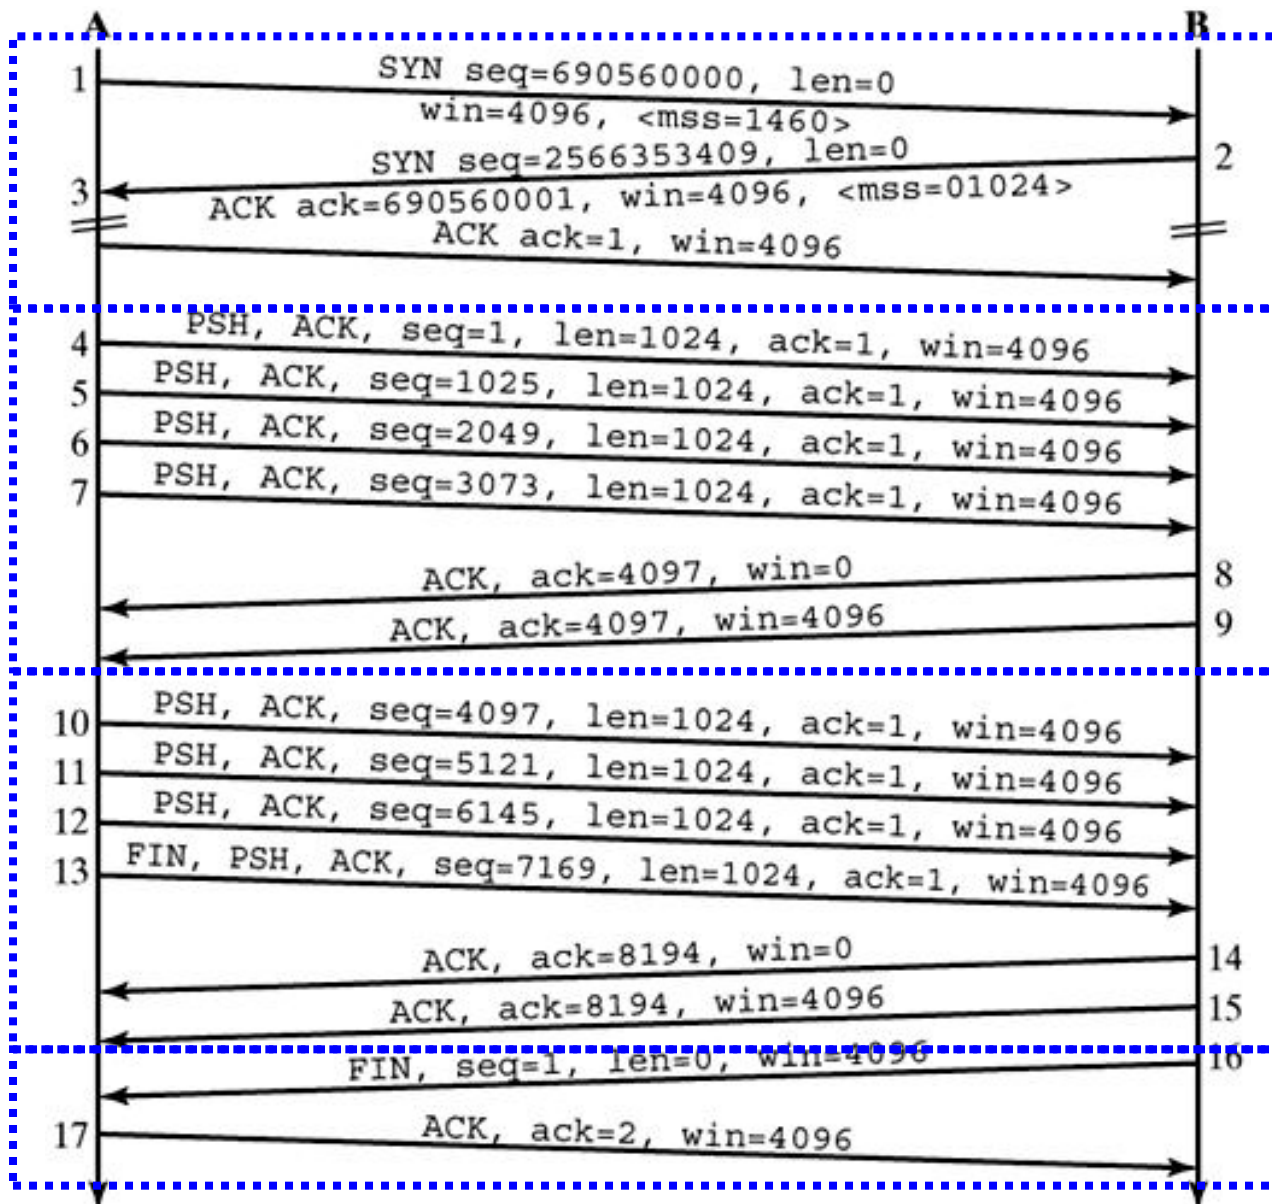 A B
1 SYN seq=690560000, len=0
win=4096, <mss=1460>
SYN seq=2566353409, len=0 2
3 ACK ack=690560001, win=4096, <mss=01024>
ACK ack=1, win=4096
4 PSH, ACK, seq=1, len=1024, ack=1, win=4096
5 PSH, ACK, seq=1025, len=1024, ack=1, win=4096
6 PSH, ACK, seq=2049, len=1024, ack=1, win=4096
7 PSH, ACK, seq=3073, len=1024, ack=1, win=4096
ACK, ack=4097, win=0 8
ACK, ack=4097, win=4096 9
10 PSH, ACK, seq=4097, len=1024, ack=1, win=4096
11 PSH, ACK, seq=5121, len=1024, ack=1, win=4096
12 PSH, ACK, seq=6145, len=1024, ack=1, win=4096
13 FIN, PSH, ACK, seq=7169, len=1024, ack=1, win=4096
ACK, ack=8194, win=0 14
ACK, ack=8194, win=4096 15
FIN, seq=1, len=0, win=4096 16
17 ACK, ack=2, win=4096